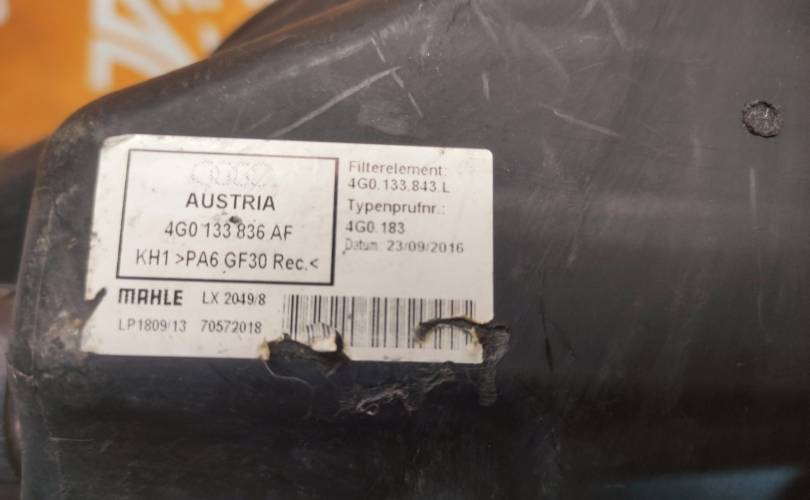 AUSTRIA
4G0 133 836 AF
KH1 >PA6 GF30 Rec.<
Filterelement:
4G0.133.843.L
Typenprufnr.:
4G0.183
Datum: 23/09/2016
MAHLE LX 2049/8
LP1809/13 70572018